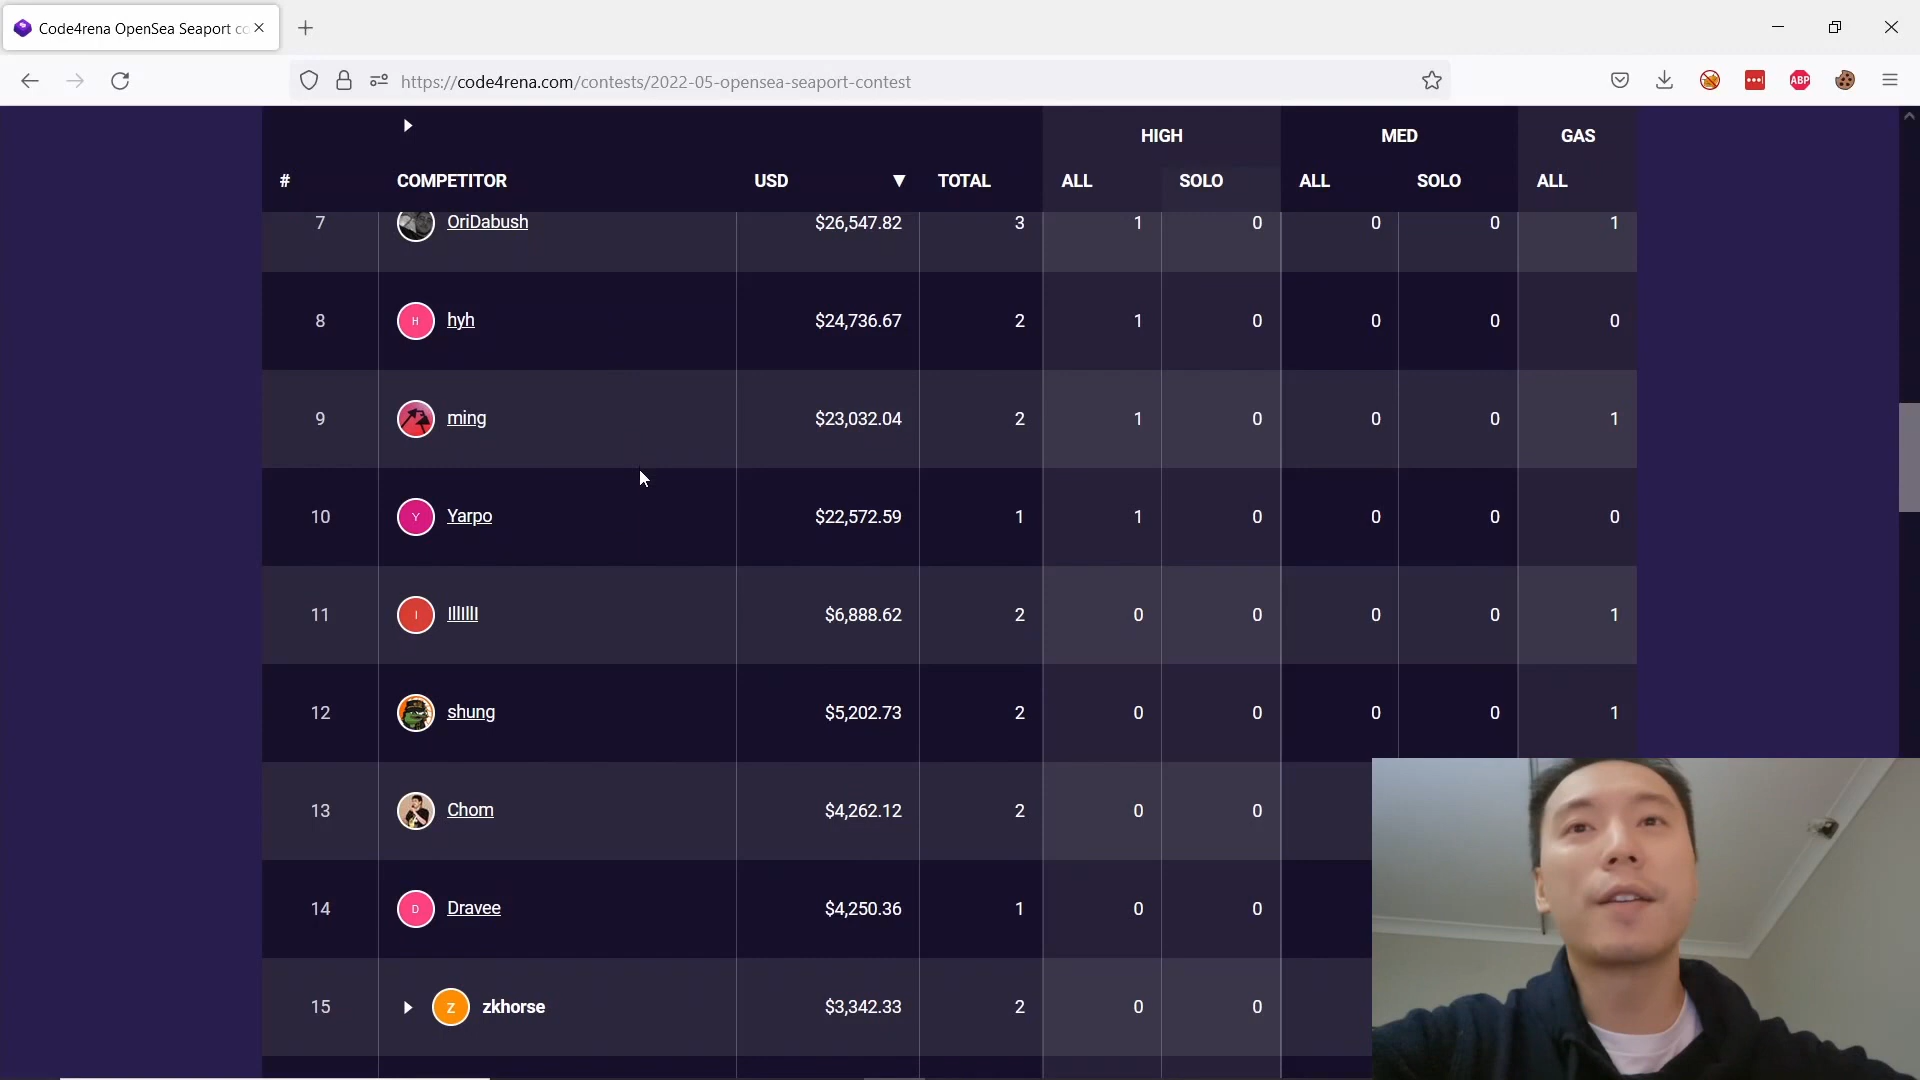 Code4rena OpenSea Seaport co
https://code4rena.com/contests/2022-05-opensea-seaport-contest
ABP
HIGH MED GAS
# COMPETITOR USD ▼ TOTAL ALL SOLO ALL SOLO ALL
7 OriDabush $26,547.82 3 1 0 0 0 1
8 H hyh $24,736.67 2 1 0 0 0 0
9 ming $23,032.04 2 1 0 0 0 1
10 Y Yarpo $22,572.59 1 1 0 0 0 0
11 I IllIllI $6,888.62 2 0 0 0 0 1
12 shung $5,202.73 2 0 0 0 0 1
13 Chom $4,262.12 2 0 0
14 D Dravee $4,250.36 1 0 0
15 Z zkhorse $3,342.33 2 0 0